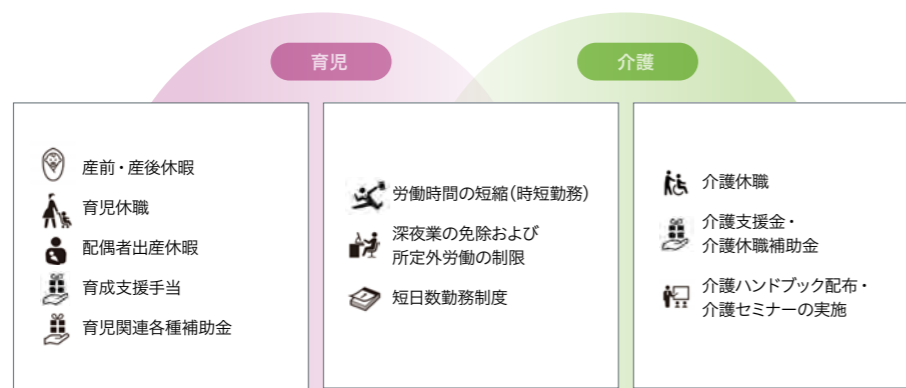 育児
介護
産前・産後休暇
育児休職
配偶者出産休暇
育成支援手当
育児関連各種補助金
労働時間の短縮(時短勤務)
深夜業の免除および
所定外労働の制限
短日数勤務制度
介護休職
介護支援金・
介護休職補助金
介護ハンドブック配布・
介護セミナーの実施